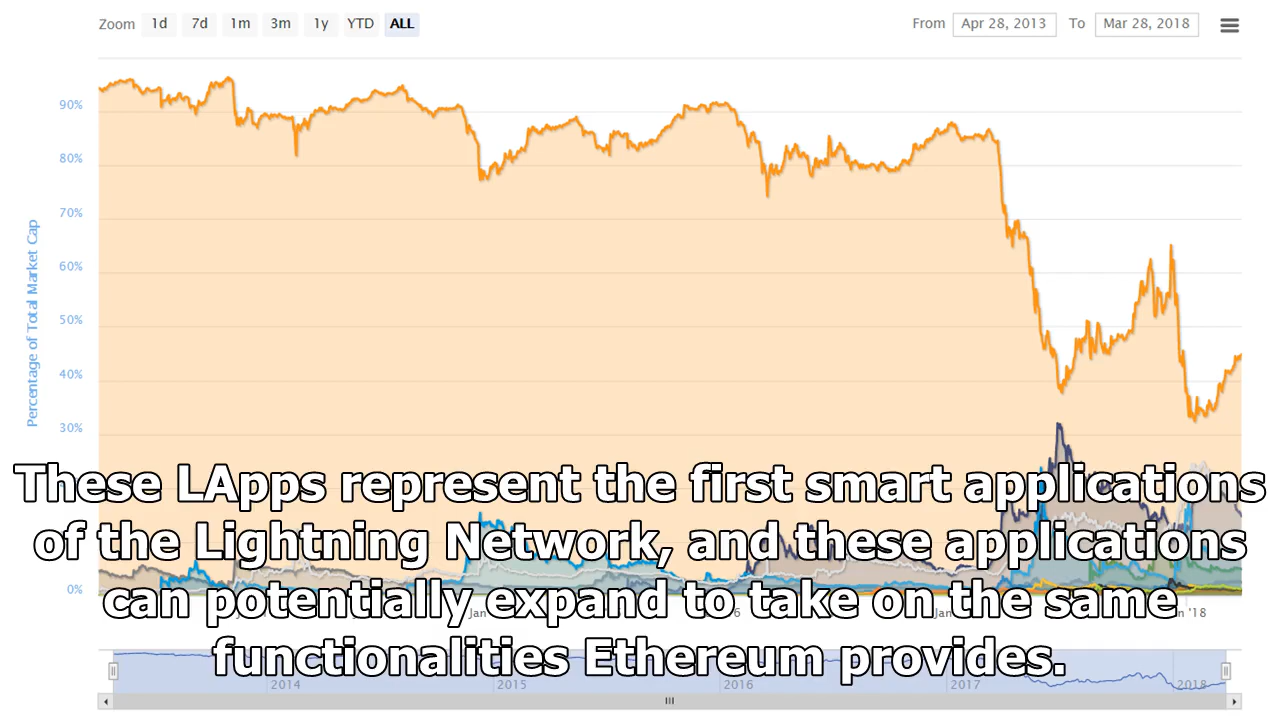 Zoom 1d 7d 1m 3m 1y YTD ALL From Apr 28, 2013 To Mar 28, 2018
Percentage of Total Market Cap
90%
80%
70%
60%
50%
40%
30%
0%
These LApps represent the first smart applications
of the Lightning Network, and these applications
can potentially expand to take on the same
functionalities Ethereum provides.
2014 2015 2016 2017 2018